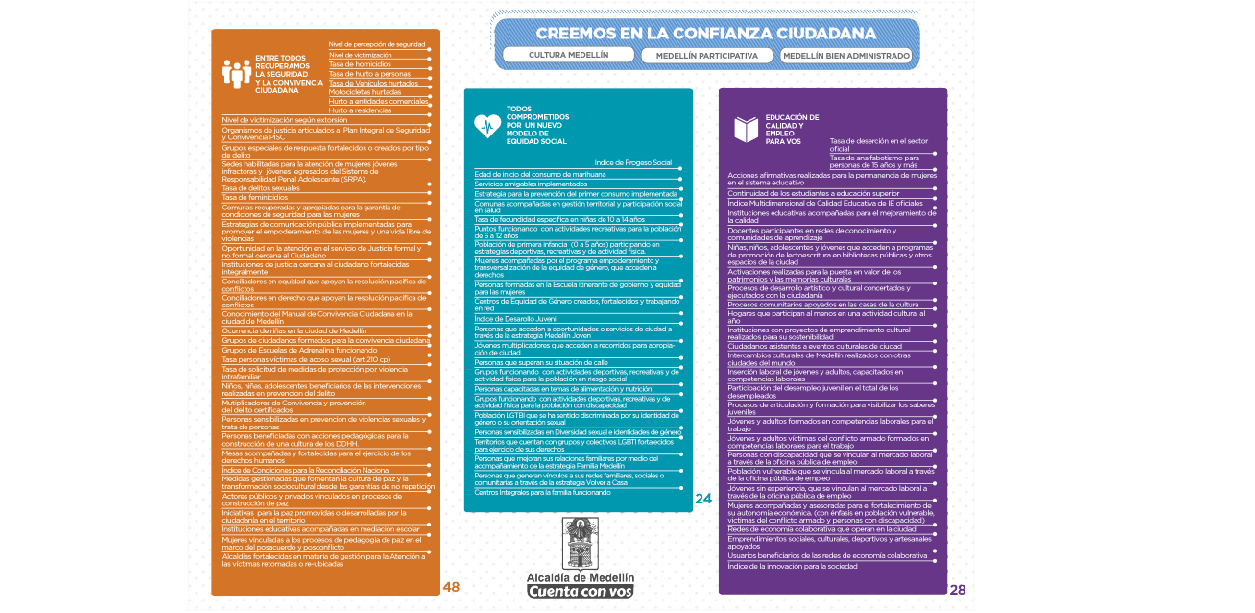 CREEMOS EN LA CONFIANZA CIUDADANA
CULTURA MEDELLÍN
MEDELLÍN PARTICIPATIVA
MEDELLÍN BIEN ADMINISTRADO
ENTRE TODOS
RECUPERAMOS
LA SEGURIDAD
Y LA CONVIVENCIA
CIUDADANA
Nivel de percepción de seguridad
Nivel de victimización
Tasa de homicidios
Tasa de hurto a personas
Tasa de Vehículos hurtados
Motocicletas hurtadas
Hurto a entidades comerciales
Hurto a residencias
Nivel de victimización según extorsión
Organismos de justicia articulados a Plan Integral de Seguridad
y Convivencia PISC
Grupos especiales de respuesta fortalecidos o creados por tipo
de delito
Sedes habilitadas para la atención de mujeres jóvenes
infractoras y jóvenes egresados del Sistema de
Responsabilidad Penal Adolescente (SRPA).
Tasa de delitos sexuales
Tasa de feminicidios
Comunas recuperadas y apropiadas para la garantía de
condiciones de seguridad para las mujeres
Estrategias de comunicación pública implementadas para
promover el empoderamiento de las mujeres y una vida libre de
violencias
Oportunidad en la atención en el servicio de Justicia formal y
no formal cercana al Ciudadano
Instituciones de justicia cercana al ciudadano fortalecidas
integralmente
Conciliadores en equidad que apoyan la resolución pacífica de
conflictos
Conciliadores en derecho que apoyan la resolución pacífica de
conflictos
Conocimiento del Manual de Convivencia Cudadana en la
ciudad de Medellín
Ocurrencia de riñas en la ciudad de Medellín
Grupos de ciudadanos formados para la convivencia ciudadana
Grupos de Escuelas de Adrenalina funcionando
Tasa personas víctimas de acoso sexual (art 210 cp)
Tasa de solicitud de medidas de protección por violencia
intrafamiliar
Niños, niñas, adolescentes beneficiarios de las intervenciones
realizadas en prevencion del delito
Multiplicadores de Convivencia y prevención
del delito certificados
Personas sensibilizadas en prevencion de violencias sexuales y
trata de personas
Personas beneficiadas con acciones pedagógicas para la
construcción de una cultura de los DDHH.
Mesas acompañadas y fortalecidas para el ejercicio de los
derechos humanos
Índice de Condiciones para la Reconciliación Nacional
Medidas gestionadas que fomentan la cultura de paz y la
transformación sociocultural desde las garantías de no repetición
Actores públicos y privados vinculados en procesos de
construcción de paz
Iniciativas para la paz promovidas o desarrolladas por la
ciudadanía en el territorio
Instituciones educativas acompañadas en mediación escolar
Mujeres vinculadas a los procesos de pedagogía de paz en el
marco del posacuerdo y posconflicto
Alcaldías fortalecidas en materia de gestión para la Atención a
las víctimas retornadas o reubicadas
48
TODOS
COMPROMETIDOS
POR UN NUEVO
MODELO DE
EQUIDAD SOCIAL
Indice de Progeso Social
Edad de incio del consumo de marihuana
Servicios amigables implementados
Estrategia para la prevención del primer consumo implementada
Comunas acompañadas en gestión territorial y participación social
en salud
Tasa de fecundidad específica en niñas de 10 a 14 años
Puntos funcionando con actividades recreativas para la población
de 5 a 12 años
Población de primera infancia (0 a 5 años) participando en
estrategias deportivas, recreativas y de actividad física.
Mujeres acompañadas por el programa empoderamiento y
transversalización de la equidad de género, que acceden a
derechos
Personas formadas en la Escuela itinerante de gobierno y equidad
para las mujeres
Centros de Equidad de Género creados, fortalecidos y trabajando
en red
Índice de Desarollo Juvenil
Personas que acceden a oportunidades o servicios de ciudad a
través de la estrategia Medellín Joven
Jóvenes multiplicadores que acceden a recorridos para apropia-
ción de ciudad
Personas que superan su situación de calle
Grupos funcionando con actividades deportivas, recreativas y de
actividad física para la población en riesgo social
Personas capacitadas en temas de alimentación y nutrición
Grupos funcionando con actividades deportivas, recreativas y de
actividad física para la población con discapacidad
Población LGTBI que se ha sentido discriminada por su identidad de
género o su orientación sexual
Personas sensibilizadas en Diversidad sexual e identidades de género
Territorios que cuentan con grupos y colectivos LGBTI fortalecidos
para ejercicio de sus derechos
Personas que mejoran sus relaciones familiares por medio del
acompañamiento de la estrategia Familia Medellín
Personas que generan vínculos a sus redes familiares, sociales o
comunitarias a través de la estrategia Volver a Casa
Centros Integrales para la familia funcionando
24
Alcaldía de Medellín
Cuenta con vos
EDUCACIÓN DE
CALIDAD Y
EMPLEO
PARA VOS
Tasa de deserción en el sector
oficial
Tasa de analfabetismo para
personas de 15 años y más
Acciones afirmativas realizadas para la permanencia de mujeres
en el sistema educativo
Continuidad de los estudiantes a educación superior
Índice Multidimensional de Calidad Educativa de IE oficiales
Instituciones educativas acompañadas para el mejoramiento de
la calidad
Docentes participantes en redes de conocimiento y
comunidades de aprendizaje
Niñas, niños, adolescentes y jóvenes que acceden a programas
de promoción de lectoescritura en bibliotecas públicas y otros
espacios de la ciudad
Activaciones realizadas para la puesta en valor de los
patrimonios y las memorias culturales
Procesos de desarrollo artístico y cultural concertados y
ejecutados con la ciudadanía
Procesos comunitarios apoyados en las casas de la cultura
Hogares que participan al menos en una actividad cultural al
año
Instituciones con proyectos de emprendimiento cultural
realizados para su sostenibilidad
Ciudadanos asistentes a eventos culturales de ciudad
Intercambios culturales de Medellín realizados con otras
ciudades del mundo
Inserción laboral de jóvenes y adultos, capacitados en
competencias laborales
Participación del desempleo juvenil en el total de los
desempleados
Procesos de articulación y formación para visibilizar los saberes
juveniles
Jóvenes y adultos formados en competencias laborales para el
trabajo
Jóvenes y adultos víctimas del conflicto armado formados en
competencias laborales para el trabajo
Personas con discapacidad que se vinculan al mercado laboral
a través de la oficina pública de empleo
Población vulnerable que se vincula al mercado laboral a través
de la oficina pública de empleo
Jóvenes sin experiencia, que se vinculan al mercado laboral a
través de la oficina pública de empleo
Mujeres acompañadas y asesoradas para el fortalecimiento de
su autonomía económica. (con énfasis en población vulnerable,
víctimas del conflicto armado y personas con discapacidad)
Redes de economía colaborativa que operan en la ciudad
Emprendimientos sociales, culturales, deportivos y artesanales
apoyados
Usuarios beneficiarios de las redes de economía colaborativa
Índice de la innovación para la sociedad
28